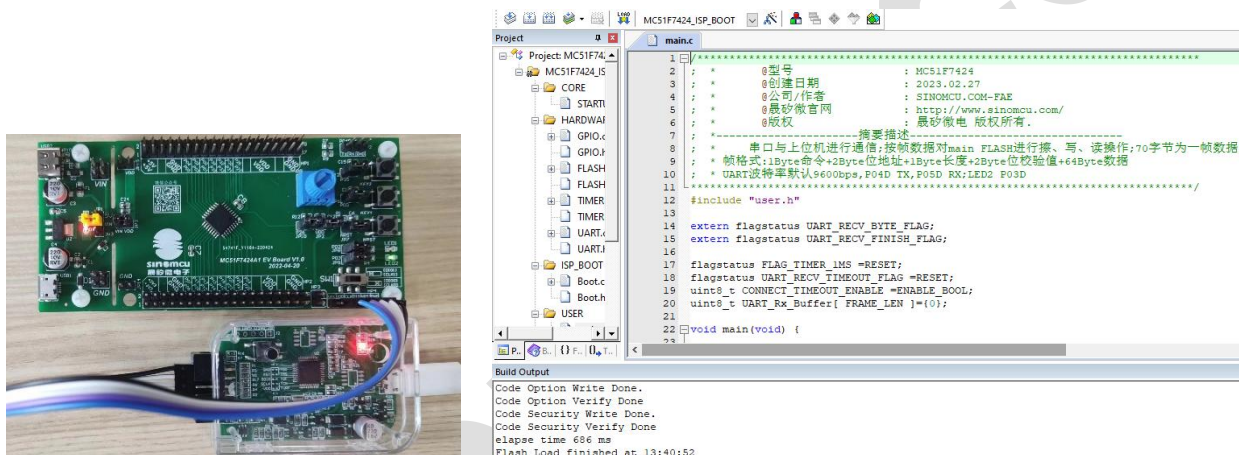 VIN
GND
SINOMCU
晟矽微电子
MC51F7424A1 EV Board V1.0
2022-04-20
MC51F7424_ISP_BOOT
Project
Project: MC51F742
MC51F7424_IS
CORE
STARTU
HARDWAR
GPIO.c
GPIO.h
FLASH
FLASH
TIMER
TIMER
UART.c
UART.h
ISP_BOOT
Boot.c
Boot.h
USER
P... B... {} F... 0 T...
main.c
1 /******************************************************************************
2 ; * @型号 : MC51F7424
3 ; * @创建日期 : 2023.02.27
4 ; * @公司/作者 : SINOMCU.COM-FAE
5 ; * @晟矽微官网 : http://www.sinomcu.com/
6 ; * @版权 : 晟矽微电 版权所有.
7 ; *----------------------摘要描述---------------------------------
8 ; * 串口与上位机进行通信;按帧数据对main FLASH进行擦、写、读操作;70字节为一帧数据
9 ; * 帧格式:1Byte命令+2Byte位地址+1Byte长度+2Byte位校验值+64Byte数据
10 ; * UART波特率默认9600bps,P04D TX,P05D RX;LED2 P03D
11 ******************************************************************************/
12 #include "user.h"
13
14 extern flagstatus UART_RECV_BYTE_FLAG;
15 extern flagstatus UART_RECV_FINISH_FLAG;
16
17 flagstatus FLAG_TIMER_1MS =RESET;
18 flagstatus UART_RECV_TIMEOUT_FLAG =RESET;
19 uint8_t CONNECT_TIMEOUT_ENABLE =ENABLE_BOOL;
20 uint8_t UART_Rx_Buffer[ FRAME_LEN ]={0};
21
22 void main(void) {
23
Build Output
Code Option Write Done.
Code Option Verify Done
Code Security Write Done.
Code Security Verify Done
elapse time 686 ms
Flash Load finished at 13:40:52